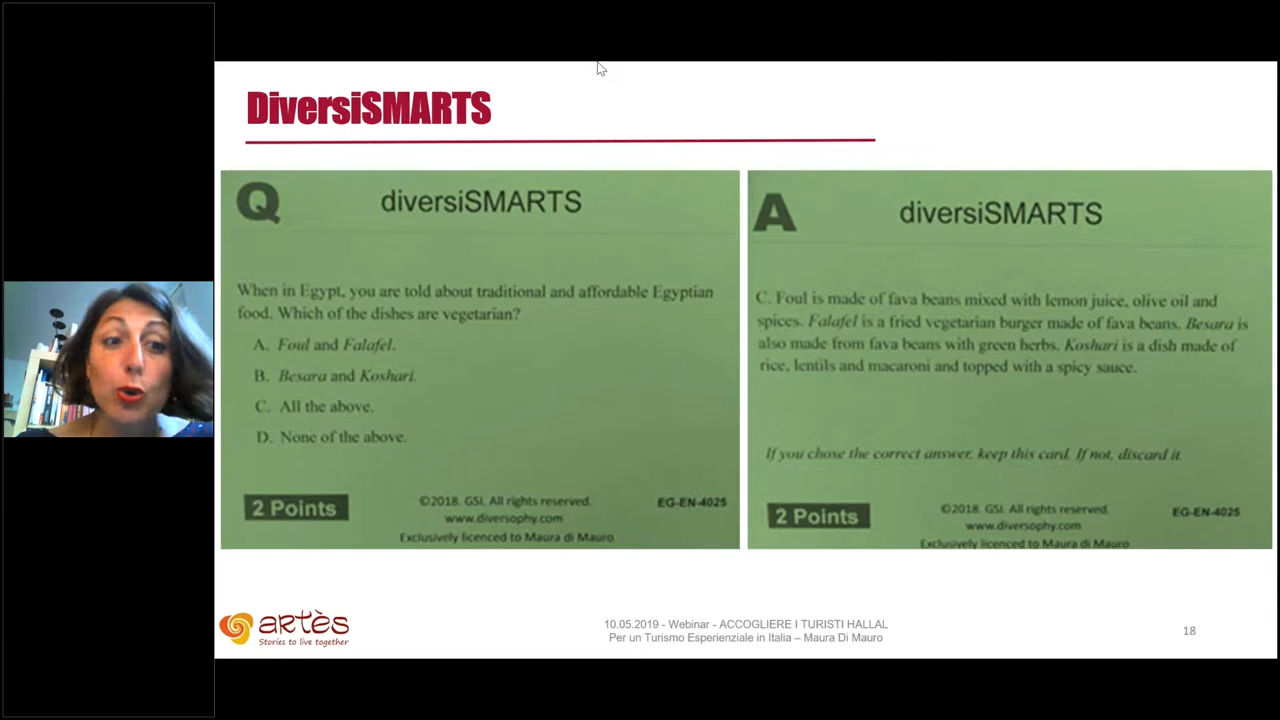 DiversiSMARTS
Q
diversiSMARTS
When in Egypt, you are told about traditional and affordable Egyptian
food. Which of the dishes are vegetarian?
A. Foul and Falafel.
B. Besara and Koshari.
C. All the above.
D. None of the above.
2 Points
©2018. GSI. All rights reserved.
www.diversophy.com
Exclusively licenced to Maura di Mauro
EG-EN-4025
A
diversiSMARTS
C. Foul is made of fava beans mixed with lemon juice, olive oil and
spices. Falafel is a fried vegetarian burger made of fava beans. Besara is
also made from fava beans with green herbs. Koshari is a dish made of
rice, lentils and macaroni and topped with a spicy sauce.
If you chose the correct answer, keep this card. If not, discard it.
2 Points
©2018. GSI. All rights reserved.
www.diversophy.com
Exclusively licenced to Maura di Mauro
EG-EN-4025
artès
Stories to live together
10.05.2019 - Webinar - ACCOGLIERE I TURISTI HALLAL
Per un Turismo Esperienziale in Italia – Maura Di Mauro
18